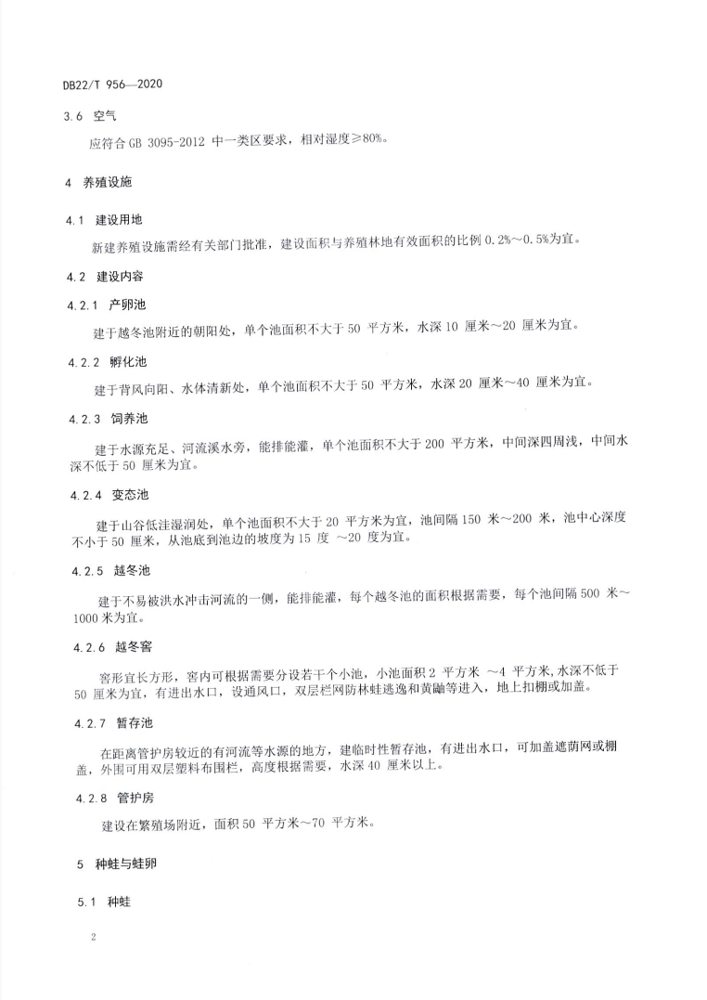 DB22/T 956—2020
3.6 空气
应符合 GB 3095-2012 中一类区要求，相对湿度≥80%。
4 养殖设施
4.1 建设用地
新建养殖设施需经有关部门批准，建设面积与养殖林地有效面积的比例 0.2%～0.5%为宜。
4.2 建设内容
4.2.1 产卵池
建于越冬池附近的朝阳处，单个池面积不大于 50 平方米，水深 10 厘米～20 厘米为宜。
4.2.2 孵化池
建于背风向阳、水体清新处，单个池面积不大于 50 平方米，水深 20 厘米～40 厘米为宜。
4.2.3 饲养池
建于水源充足、河流溪水旁，能排能灌，单个池面积不大于 200 平方米，中间深四周浅，中间水
深不低于 50 厘米为宜。
4.2.4 变态池
建于山谷低洼湿润处，单个池面积不大于 20 平方米为宜，池间隔 150 米～200 米，池中心深度
不小于 50 厘米，从池底到池边的坡度为 15 度 ～20 度为宜。
4.2.5 越冬池
建于不易被洪水冲击河流的一侧，能排能灌，每个越冬池的面积根据需要，每个池间隔 500 米～
1000 米为宜。
4.2.6 越冬窖
窖形宜长方形，窖内可根据需要分设若干个小池，小池面积 2 平方米 ～4 平方米,水深不低于
50 厘米为宜，有进出水口，设通风口，双层栏网防林蛙逃逸和黄鼬等进入，地上扣棚或加盖。
4.2.7 暂存池
在距离管护房较近的有河流等水源的地方，建临时性暂存池，有进出水口，可加盖遮荫网或棚
盖，外围可用双层塑料布围栏，高度根据需要，水深 40 厘米以上。
4.2.8 管护房
建设在繁殖场附近，面积 50 平方米～70 平方米。
5 种蛙与蛙卵
5.1 种蛙
2